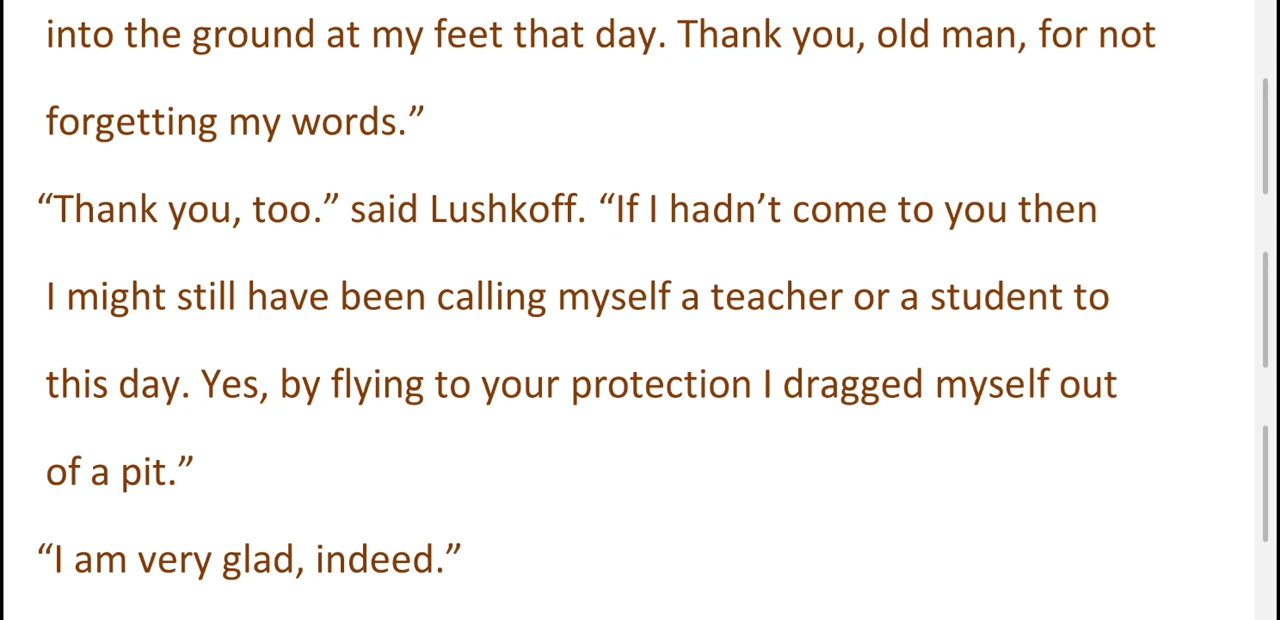 into the ground at my feet that day. Thank you, old man, for not
forgetting my words.”
“Thank you, too.” said Lushkoff. “If I hadn’t come to you then
I might still have been calling myself a teacher or a student to
this day. Yes, by flying to your protection I dragged myself out
of a pit.”
“I am very glad, indeed.”